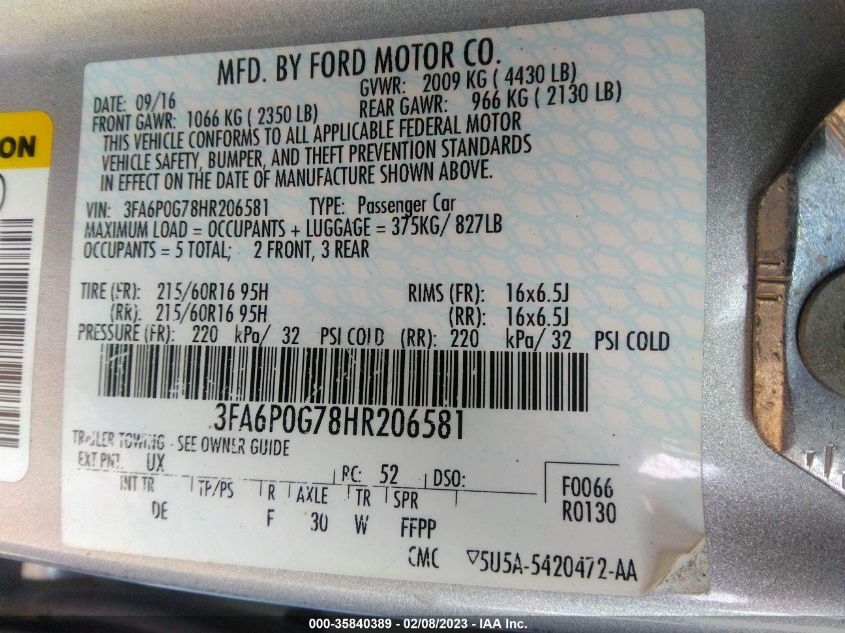 MFD. BY FORD MOTOR CO.
DATE: 09/16 GVWR: 2009 KG ( 4430 LB)
FRONT GAWR: 1066 KG ( 2350 LB) REAR GAWR: 966 KG ( 2130 LB)
THIS VEHICLE CONFORMS TO ALL APPLICABLE FEDERAL MOTOR
VEHICLE SAFETY, BUMPER, AND THEFT PREVENTION STANDARDS
IN EFFECT ON THE DATE OF MANUFACTURE SHOWN ABOVE.
VIN: 3FA6P0G78HR206581 TYPE: Passenger Car
MAXIMUM LOAD = OCCUPANTS + LUGGAGE = 375KG/ 827LB
OCCUPANTS = 5 TOTAL; 2 FRONT, 3 REAR
TIRE (FR): 215/60R16 95H RIMS (FR): 16x6.5J
(RR): 215/60R16 95H (RR): 16x6.5J
PRESSURE (FR): 220 kPa/ 32 PSI COLD (RR): 220 kPa/ 32 PSI COLD
3FA6P0G78HR206581
TRAILER TOWING - SEE OWNER GUIDE
EXT PNT: UX RC: 52 DSO:
INT TR TP/PS R AXLE TR SPR
DE F 30 W FFPP
F0066
R0130
CMC ▽5U5A-5420472-AA
ON
000-35840389 - 02/08/2023 - IAA Inc.